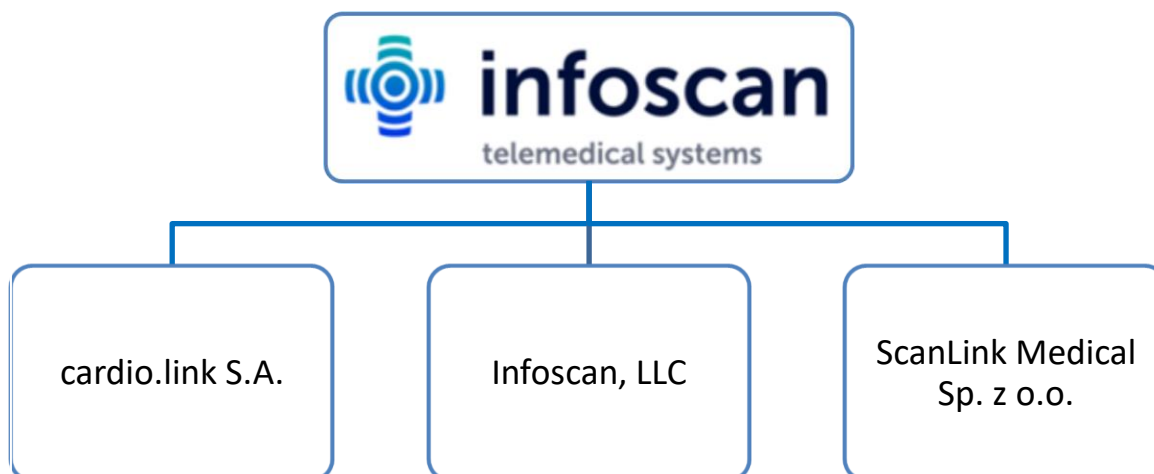 infoscan
telemedical systems
cardio.link S.A.
Infoscan, LLC
ScanLink Medical
Sp. z o.o.